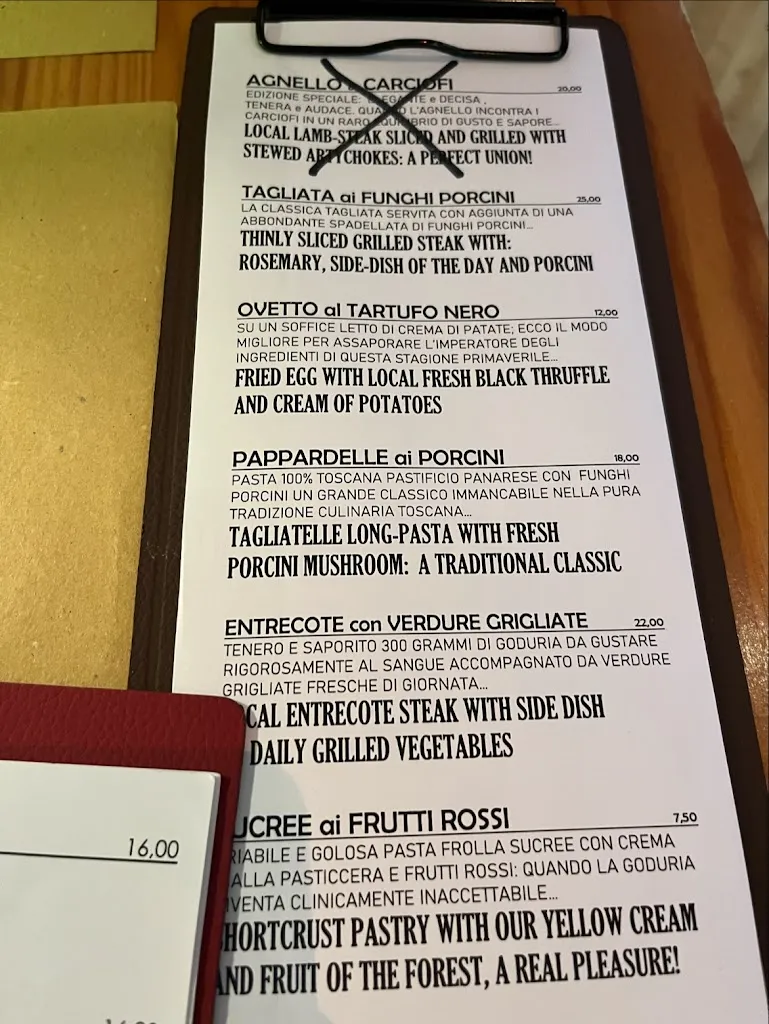 AGNELLO e CARCIOFI 20,00
EDIZIONE SPECIALE: ELEGANTE e DECISA ,
TENERA e AUDACE. QUANDO L'AGNELLO INCONTRA I
CARCIOFI IN UN RARO EQUILIBRIO DI GUSTO E SAPORE...
LOCAL LAMB-STEAK SLICED AND GRILLED WITH
STEWED ARTYCHOKES: A PERFECT UNION!
TAGLIATA ai FUNGHI PORCINI 25,00
LA CLASSICA TAGLIATA SERVITA CON AGGIUNTA DI UNA
ABBONDANTE SPADELLATA DI FUNGHI PORCINI...
THINLY SLICED GRILLED STEAK WITH:
ROSEMARY, SIDE-DISH OF THE DAY AND PORCINI
OVETTO al TARTUFO NERO 12,00
SU UN SOFFICE LETTO DI CREMA DI PATATE; ECCO IL MODO
MIGLIORE PER ASSAPORARE L'IMPERATORE DEGLI
INGREDIENTI DI QUESTA STAGIONE PRIMAVERILE...
FRIED EGG WITH LOCAL FRESH BLACK THRUFFLE
AND CREAM OF POTATOES
PAPPARDELLE ai PORCINI 18,00
PASTA 100% TOSCANA PASTIFICIO PANARESE CON FUNGHI
PORCINI UN GRANDE CLASSICO IMMANCABILE NELLA PURA
TRADIZIONE CULINARIA TOSCANA...
TAGLIATELLE LONG-PASTA WITH FRESH
PORCINI MUSHROOM: A TRADITIONAL CLASSIC
ENTRECOTE con VERDURE GRIGLIATE 22,00
TENERO E SAPORITO 300 GRAMMI DI GODURIA DA GUSTARE
RIGOROSAMENTE AL SANGUE ACCOMPAGNATO DA VERDURE
GRIGLIATE FRESCHE DI GIORNATA...
CAL ENTRECOTE STEAK WITH SIDE DISH
DAILY GRILLED VEGETABLES
UCREE ai FRUTTI ROSSI 7,50
RIABILE E GOLOSA PASTA FROLLA SUCREE CON CREMA
ALLA PASTICCERA E FRUTTI ROSSI: QUANDO LA GODURIA
IVENTA CLINICAMENTE INACCETTABILE...
HORTCRUST PASTRY WITH OUR YELLOW CREAM
AND FRUIT OF THE FOREST, A REAL PLEASURE!
16,00